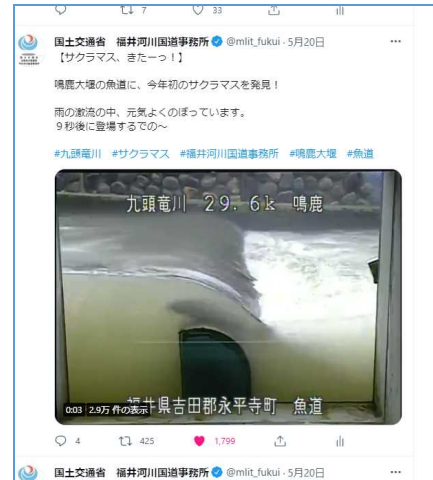 7 33
国土交通省 福井河川国道事務所 @mlit_fukui · 5月20日
【サクラマス、きたーっ！】
鳴鹿大堰の魚道に、今年初のサクラマスを発見！
雨の激流の中、元気よくのぼっています。
９秒後に登場するでの～
#九頭竜川 #サクラマス #福井河川国道事務所 #鳴鹿大堰 #魚道
九頭竜川 29.6k 鳴鹿
福井県吉田郡永平寺町 魚道
0:03 2.9万 件の表示
4 425 1,799
国土交通省 福井河川国道事務所 @mlit_fukui · 5月20日